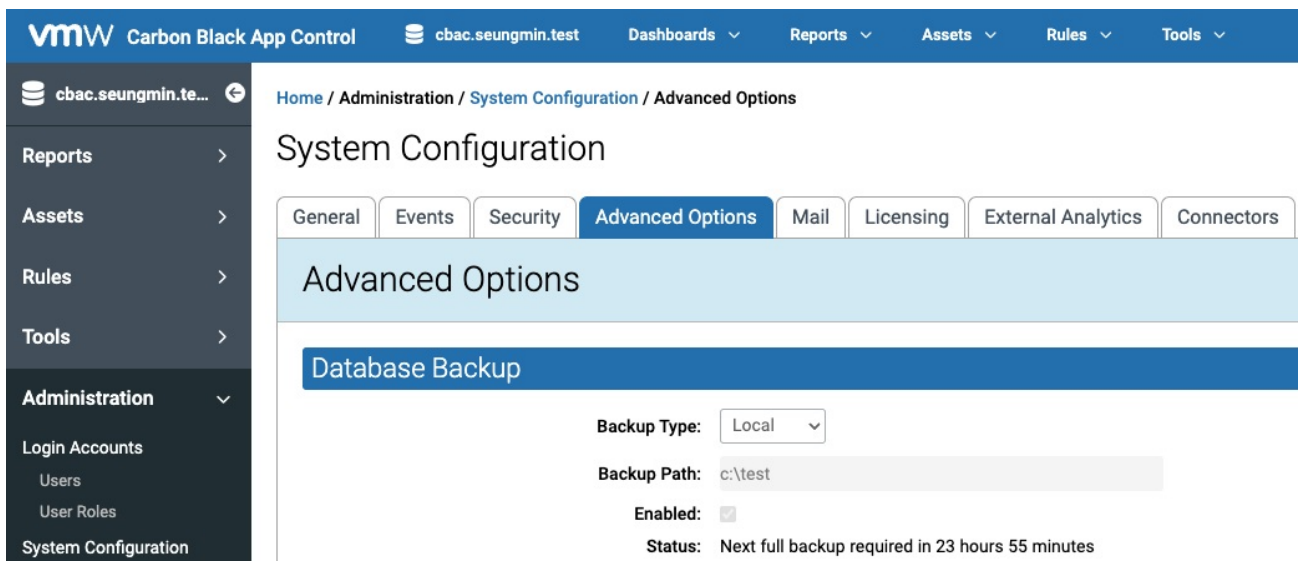 vmw Carbon Black App Control cbac.seungmin.test Dashboards Reports Assets Rules Tools
cbac.seungmin.te...
Home / Administration / System Configuration / Advanced Options
Reports
System Configuration
Assets
General Events Security Advanced Options Mail Licensing External Analytics Connectors
Rules
Advanced Options
Tools
Database Backup
Administration
Backup Type: Local
Login Accounts
Backup Path: c:\test
Users
User Roles
Enabled:
System Configuration
Status: Next full backup required in 23 hours 55 minutes